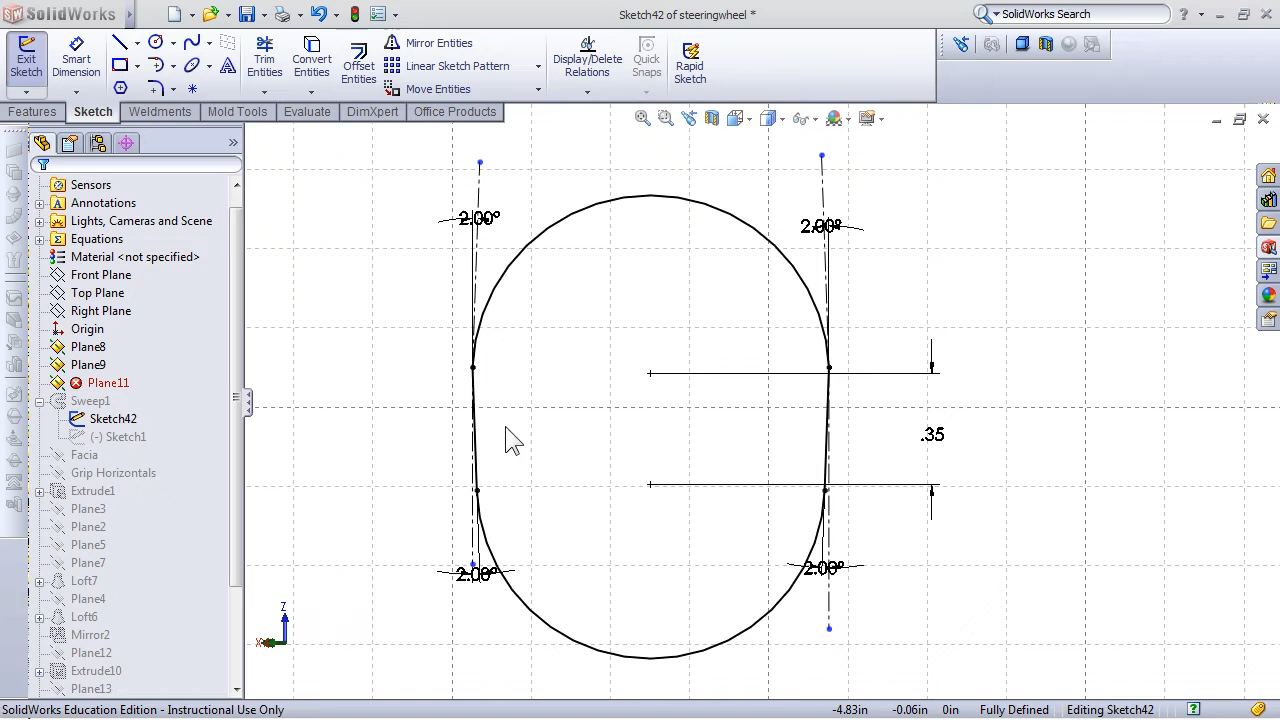 SolidWorks
Sketch42 of steeringwheel *
SolidWorks Search
?
Exit Sketch
Smart Dimension
Trim Entities
Convert Entities
Offset Entities
Mirror Entities
Linear Sketch Pattern
Move Entities
Display/Delete Relations
Quick Snaps
Rapid Sketch
Features
Sketch
Weldments
Mold Tools
Evaluate
DimXpert
Office Products
Sensors
Annotations
Lights, Cameras and Scene
Equations
Material <not specified>
Front Plane
Top Plane
Right Plane
Origin
Plane8
Plane9
Plane11
Sweep1
Sketch42
(-) Sketch1
Facia
Grip Horizontals
Extrude1
Plane3
Plane2
Plane5
Plane7
Loft7
Plane4
Loft6
Mirror2
Plane12
Extrude10
Plane13
2.00°
2.00°
.35
2.00°
2.00°
Z
X
SolidWorks Education Edition - Instructional Use Only
-4.83in
-0.06in
0in
Fully Defined
Editing Sketch42
?